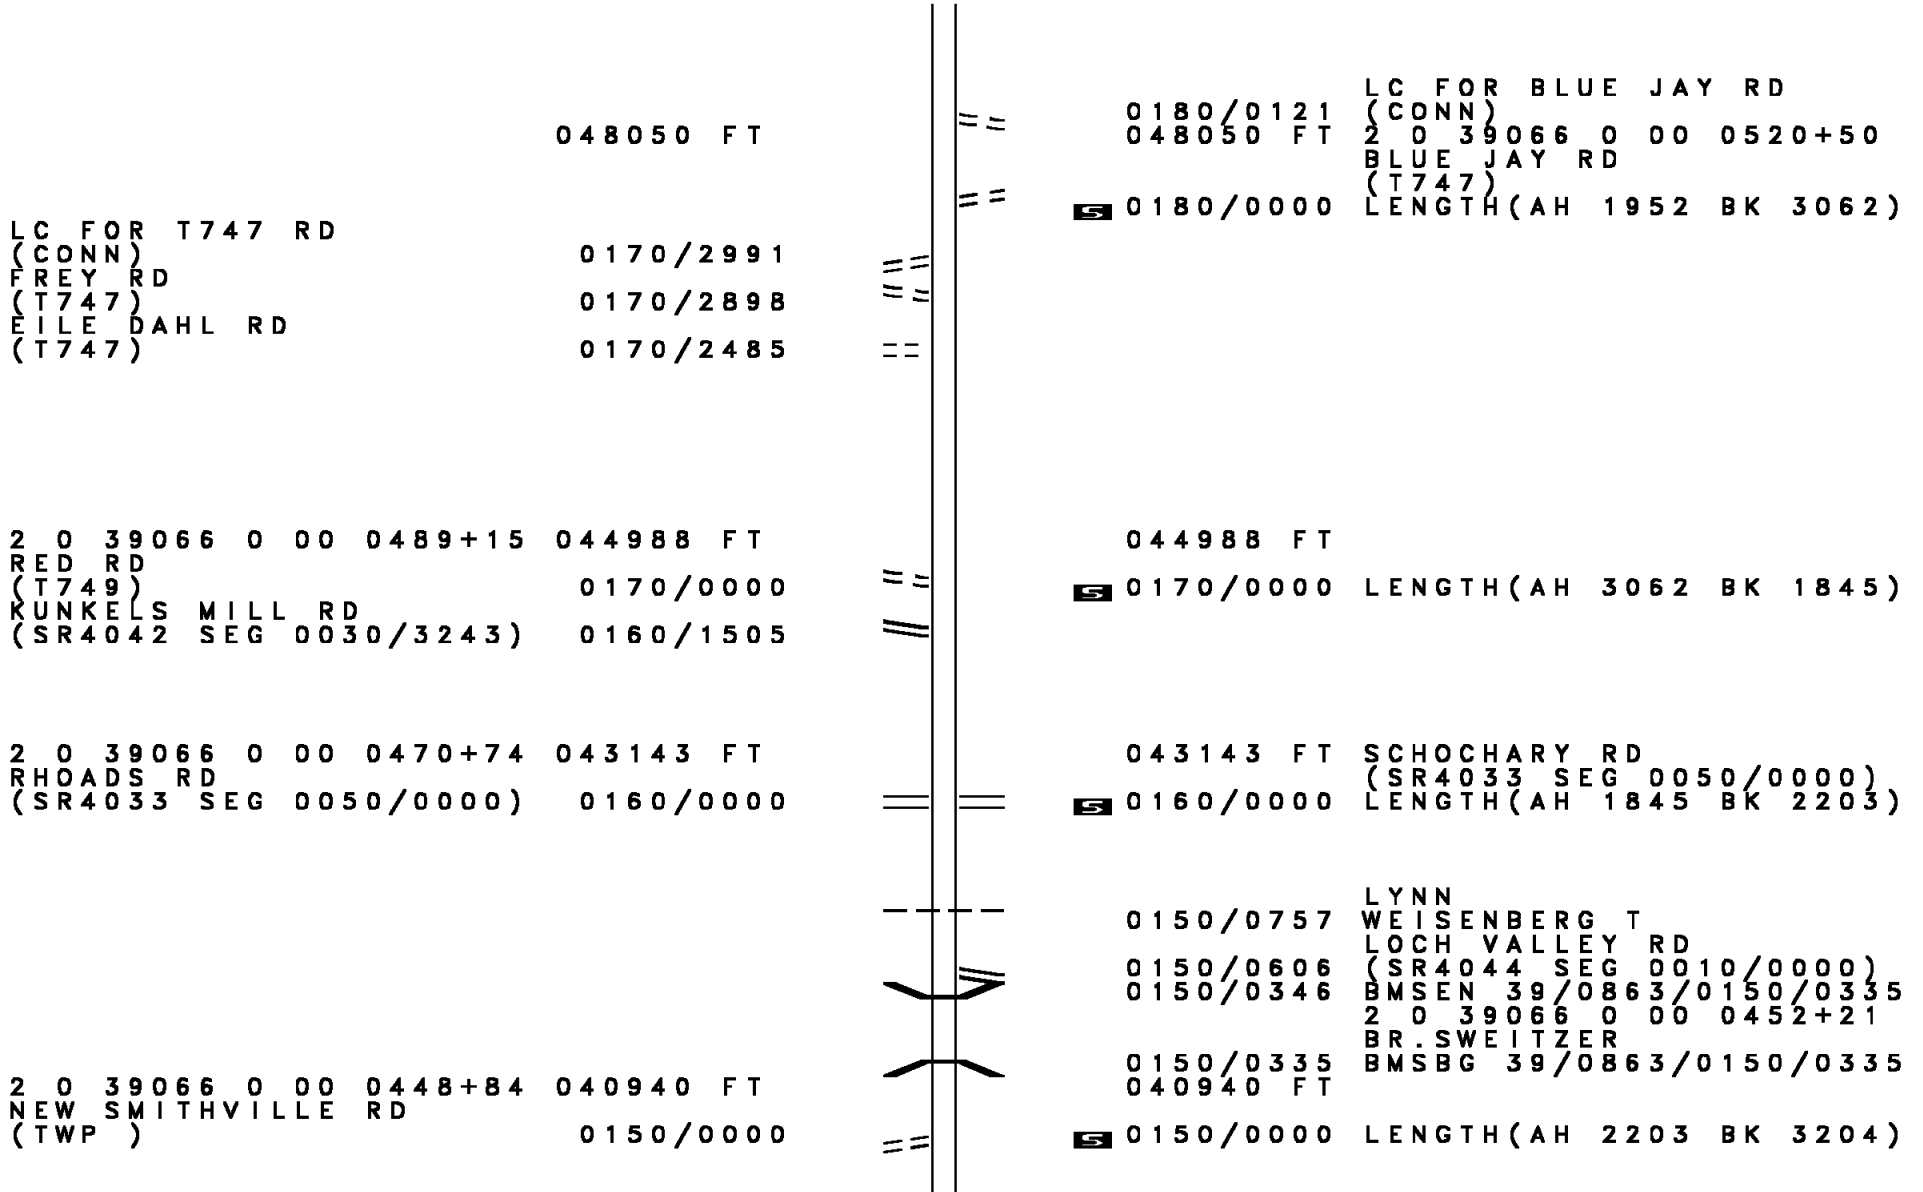 LC FOR BLUE JAY RD
0180/0121 (CONN)
048050 FT 048050 FT 2 0 39066 0 00 0520+50
BLUE JAY RD
(T747)
S 0180/0000 LENGTH(AH 1952 BK 3062)
LC FOR T747 RD
(CONN) 0170/2991
FREY RD
(T747) 0170/2898
EILE DAHL RD
(T747) 0170/2485
2 0 39066 0 00 0489+15 044988 FT 044988 FT
RED RD
(T749) 0170/0000 S 0170/0000 LENGTH(AH 3062 BK 1845)
KUNKELS MILL RD
(SR4042 SEG 0030/3243) 0160/1505
2 0 39066 0 00 0470+74 043143 FT 043143 FT SCHOCHARY RD
RHOADS RD (SR4033 SEG 0050/0000)
(SR4033 SEG 0050/0000) 0160/0000 S 0160/0000 LENGTH(AH 1845 BK 2203)
LYNN
0150/0757 WEISENBERG T
LOCH VALLEY RD
0150/0606 (SR4044 SEG 0010/0000)
0150/0346 BMSEN 39/0863/0150/0335
2 0 39066 0 00 0452+21
BR.SWEITZER
0150/0335 BMSBG 39/0863/0150/0335
2 0 39066 0 00 0448+84 040940 FT 040940 FT
NEW SMITHVILLE RD
(TWP ) 0150/0000 S 0150/0000 LENGTH(AH 2203 BK 3204)